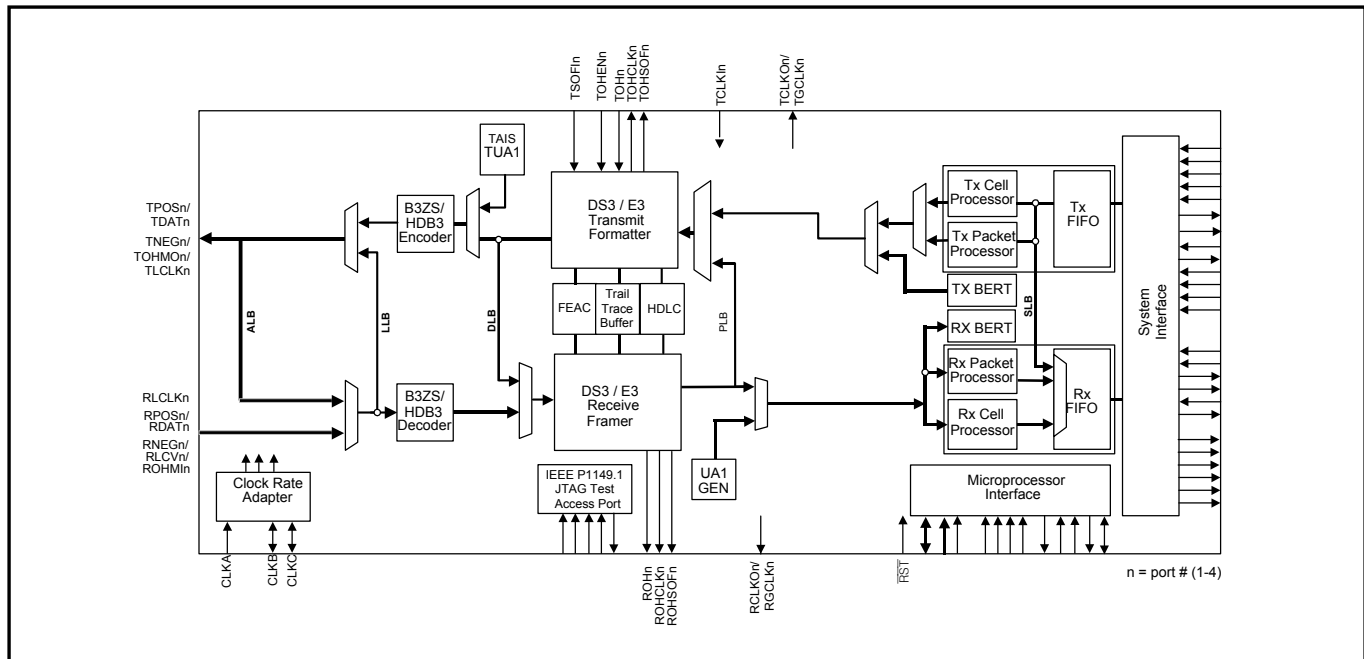 TSOFIn
TOHENn
TOHn
TOHCLKn
TOHSOFn
TCLKIn
TCLKOn/
TGCLKn
TAIS
TUA1
TPOSn/
TDATn
TNEGn/
TOHMOn/
TLCLKn
B3ZS/
HDB3
Encoder
DS3 / E3
Transmit
Formatter
Tx Cell
Processor
Tx Packet
Processor
Tx
FIFO
TX BERT
RX BERT
System
Interface
FEAC
Trail
Trace
Buffer
HDLC
ALB
LLB
DLB
PLB
SLB
RLCLKn
RPOSn/
RDATn
RNEGn/
RLCVn/
ROHMIn
B3ZS/
HDB3
Decoder
DS3 / E3
Receive
Framer
Rx Packet
Processor
Rx Cell
Processor
Rx
FIFO
UA1
GEN
Clock Rate
Adapter
IEEE P1149.1
JTAG Test
Access Port
Microprocessor
Interface
CLKA
CLKB
CLKC
ROHn
ROHCLKn
ROHSOFn
RCLKOn/
RGCLKn
RST
n = port # (1-4)